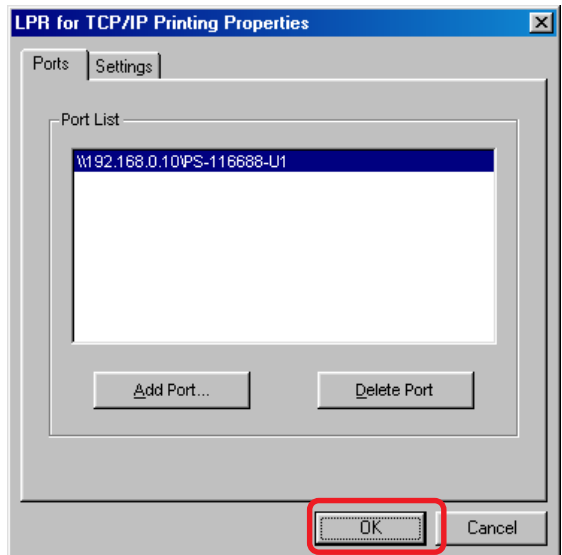 LPR for TCP/IP Printing Properties
Ports Settings
Port List
\\192.168.0.10\PS-116688-U1
Add Port... Delete Port
OK Cancel